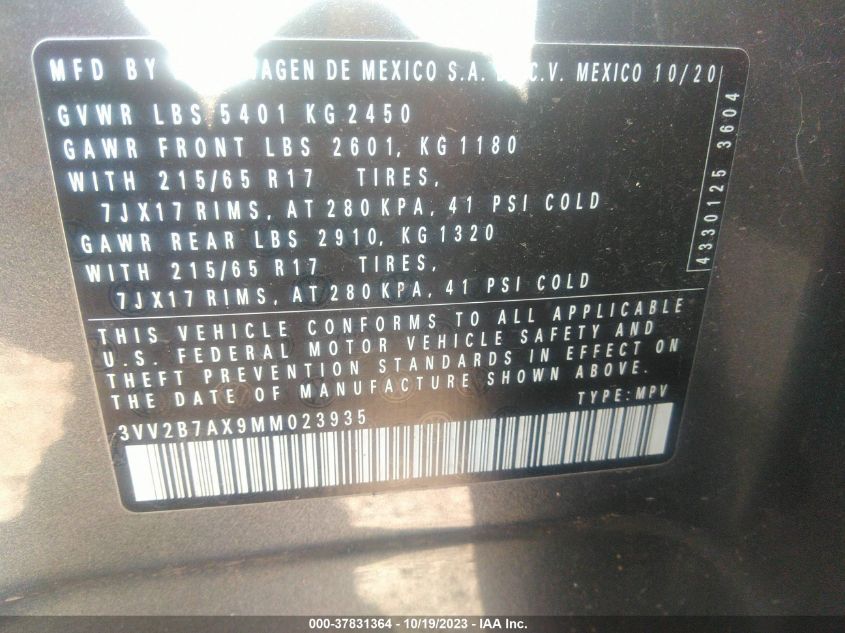 MFD BY WAGEN DE MEXICO S.A. C.V. MEXICO 10/20
GVWR LBS 5401 KG 2450
GAWR FRONT LBS 2601, KG 1180
WITH 215/65 R17 TIRES,
7JX17 RIMS, AT 280 KPA, 41 PSI COLD
GAWR REAR LBS 2910, KG 1320
WITH 215/65 R17 TIRES,
7JX17 RIMS, AT 280 KPA, 41 PSI COLD
4330125 3604
THIS VEHICLE CONFORMS TO ALL APPLICABLE
U.S. FEDERAL MOTOR VEHICLE SAFETY AND
THEFT PREVENTION STANDARDS IN EFFECT ON
THE DATE OF MANUFACTURE SHOWN ABOVE.
3VV2B7AX9MM023935 TYPE: MPV
000-37831364 - 10/19/2023 - IAA Inc.